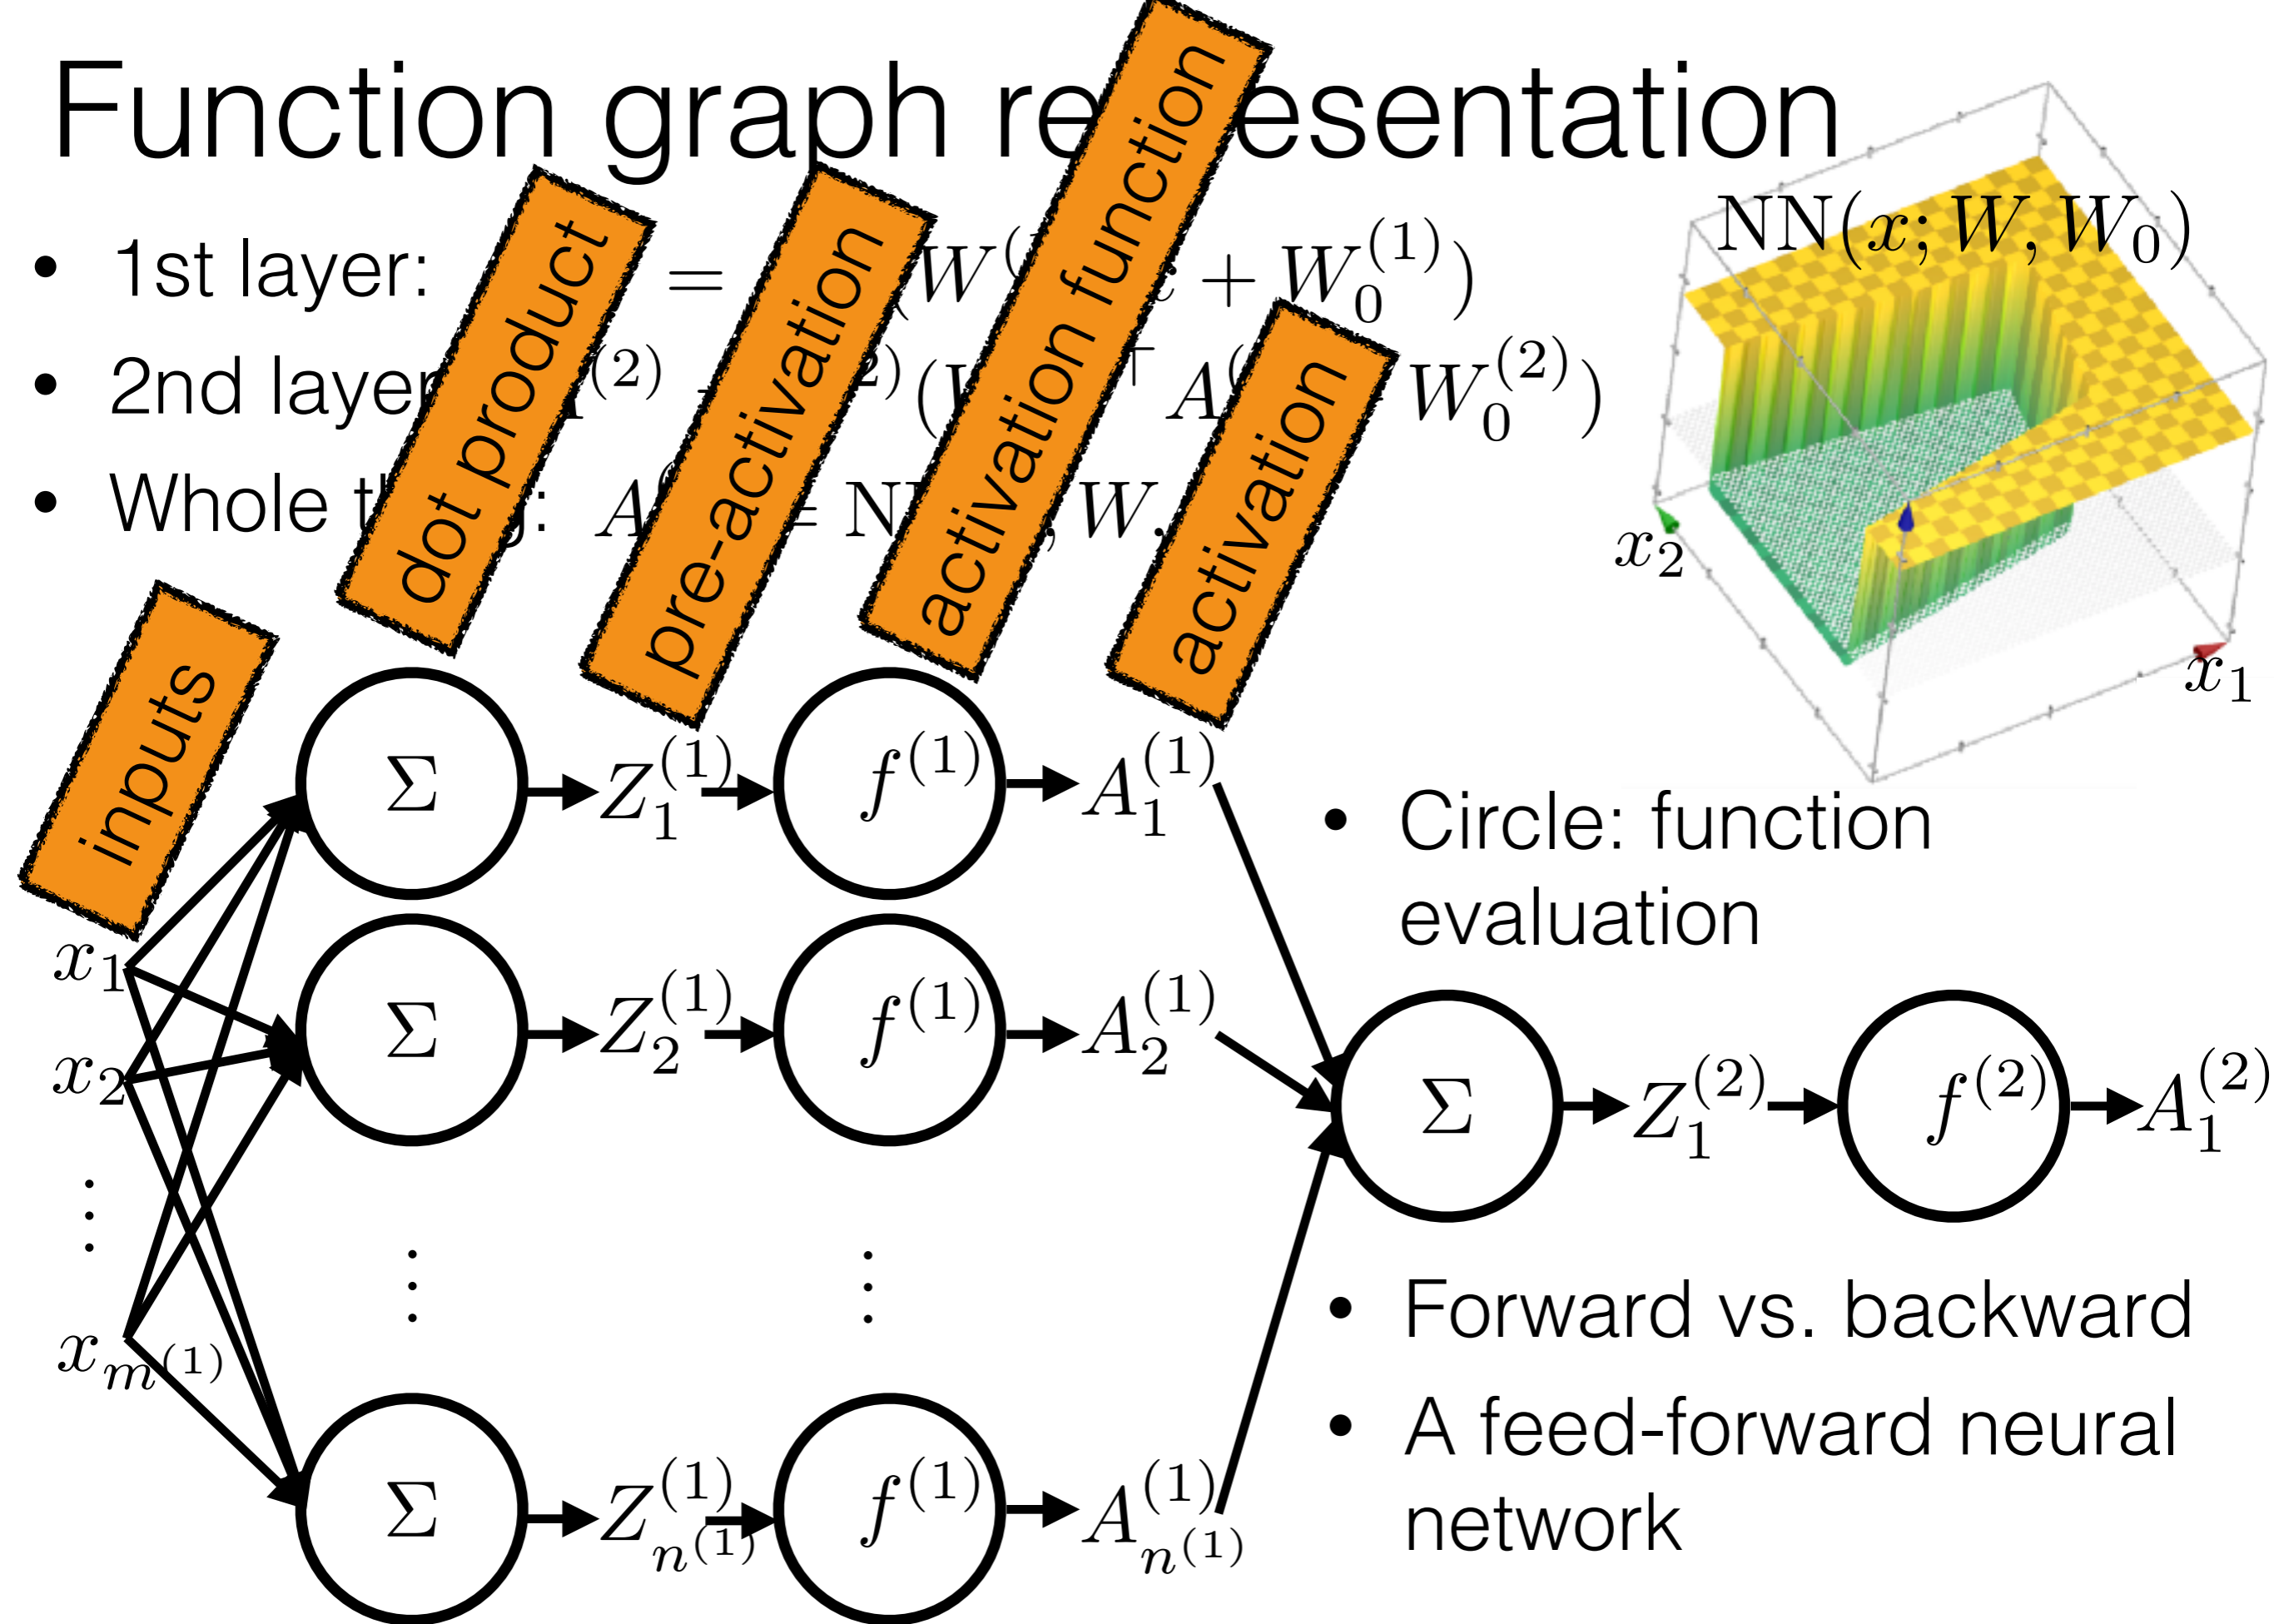 Function graph re esentation
NN(x; W, W₀)
• 1st layer: = (W⁽ + W₀⁽¹⁾)
• 2nd layer ⁽²⁾ ²⁾( ⊤ A⁽ W₀⁽²⁾)
• Whole t g: A = N , W.
dot product
pre-activation
activation function
activation
inputs
x₂
x₁
Σ → Z₁⁽¹⁾ → f⁽¹⁾ → A₁⁽¹⁾
• Circle: function
evaluation
x₁
Σ → Z₂⁽¹⁾ → f⁽¹⁾ → A₂⁽¹⁾
x₂
Σ → Z₁⁽²⁾ → f⁽²⁾ → A₁⁽²⁾
⋮
⋮ ⋮
• Forward vs. backward
x_{m⁽¹⁾}
• A feed-forward neural
network
Σ → Z_{n⁽¹⁾}⁽¹⁾ → f⁽¹⁾ → A_{n⁽¹⁾}⁽¹⁾